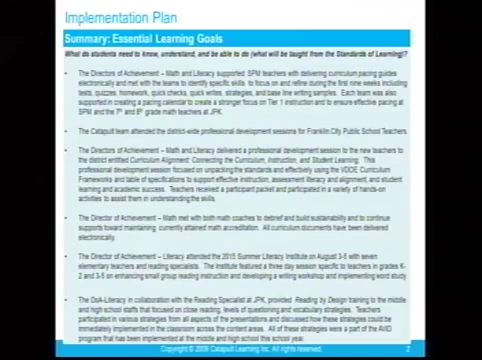 Implementation Plan
Summary: Essential Learning Goals
What do students need to know, understand, and be able to do (what will be taught from the Standards of Learning)?
• The Directors of Achievement – Math and Literacy supported SPM teachers with delivering curriculum pacing guides
electronically and met with the teams to identify specific skills to focus on and refine during the first nine weeks including
tests, quizzes, homework, quick checks, quick writes, strategies, and base line writing samples. Each team was also
supported in creating a pacing calendar to create a stronger focus on Tier 1 instruction and to ensure effective pacing at
SPM and the 7th and 8th grade math teachers at JPK.
• The Catapult team attended the district-wide professional development sessions for Franklin City Public School Teachers.
• The Directors of Achievement – Math and Literacy delivered a professional development session to the new teachers to
the district entitled Curriculum Alignment: Connecting the Curriculum, Instruction, and Student Learning. This
professional development session focused on unpacking the standards and effectively using the VDOE Curriculum
Frameworks and table of specifications to support effective instruction, assessment literacy and alignment, and student
learning and academic success. Teachers received a participant packet and participated in a variety of hands-on
activities to assist them in understanding the skills.
• The Director of Achievement – Math met with both math coaches to debrief and build sustainability and to continue
supports toward maintaining currently attained math accreditation. All curriculum documents have been delivered
electronically.
• The Director of Achievement – Literacy attended the 2015 Summer Literacy Institute on August 3-5 with seven
elementary teachers and reading specialists. The Institute featured a three day session specific to teachers in grades K-
2 and 3-5 on enhancing small group reading instruction and developing a writing workshop and implementing word study.
• The DoA-Literacy in collaboration with the Reading Specialist at JPK, provided Reading by Design training to the middle
and high school staff that focused on close reading, levels of questioning and vocabulary strategies. Teachers
participated in various strategies from all aspects of the presentations and discussed how these strategies could be
immediately implemented in the classroom across the content areas. All of these strategies were a part of the AVID
program that has been implemented at the middle and high school this school year.
Copyright © 2009 Catapult Learning Inc. All rights reserved. 2